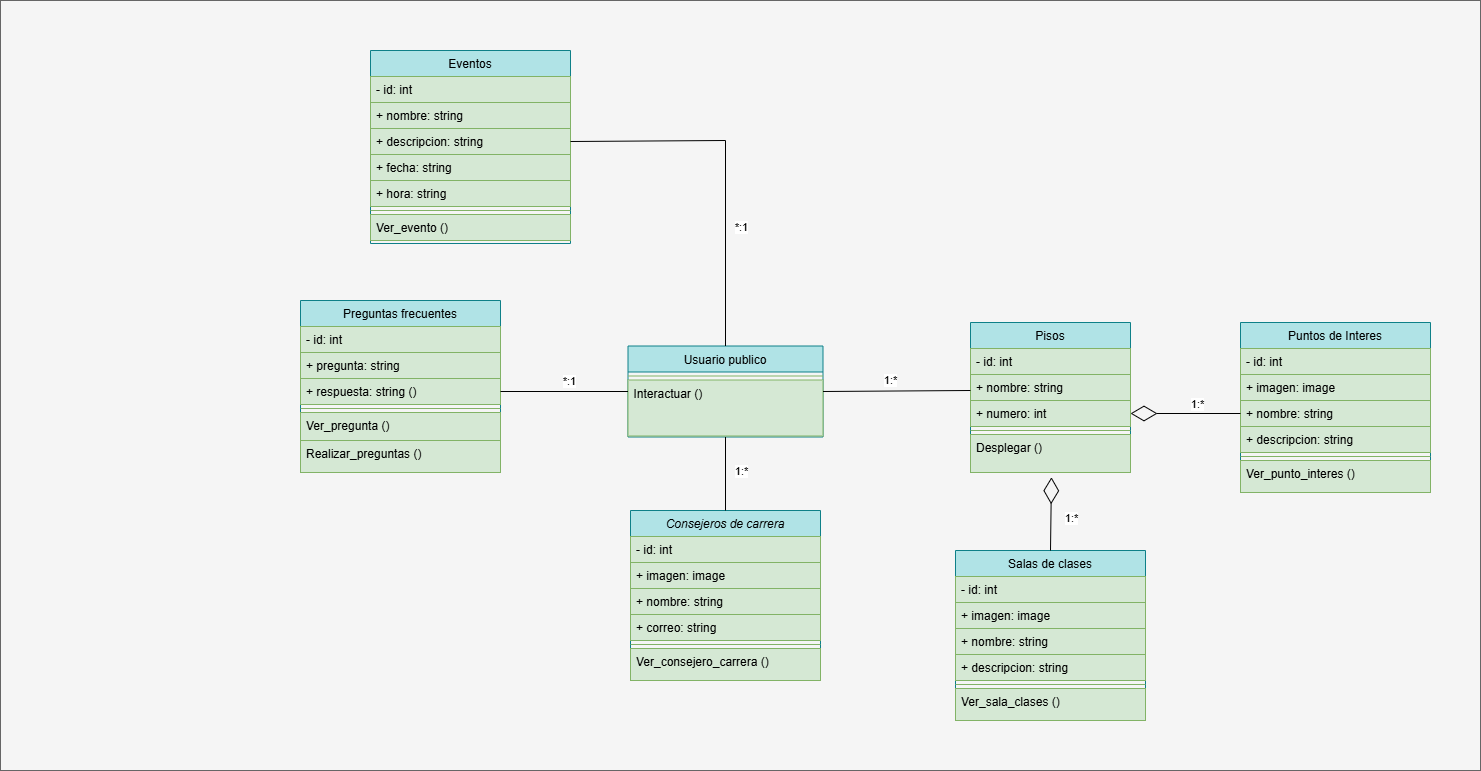 Eventos
- id: int
+ nombre: string
+ descripcion: string
+ fecha: string
+ hora: string
Ver_evento ()
*:1
Preguntas frecuentes
- id: int
+ pregunta: string
+ respuesta: string ()
Ver_pregunta ()
Realizar_preguntas ()
*:1
Usuario publico
Interactuar ()
1:*
Pisos
- id: int
+ nombre: string
+ numero: int
Desplegar ()
1:*
Puntos de Interes
- id: int
+ imagen: image
+ nombre: string
+ descripcion: string
Ver_punto_interes ()
1:*
Consejeros de carrera
- id: int
+ imagen: image
+ nombre: string
+ correo: string
Ver_consejero_carrera ()
1:*
Salas de clases
- id: int
+ imagen: image
+ nombre: string
+ descripcion: string
Ver_sala_clases ()